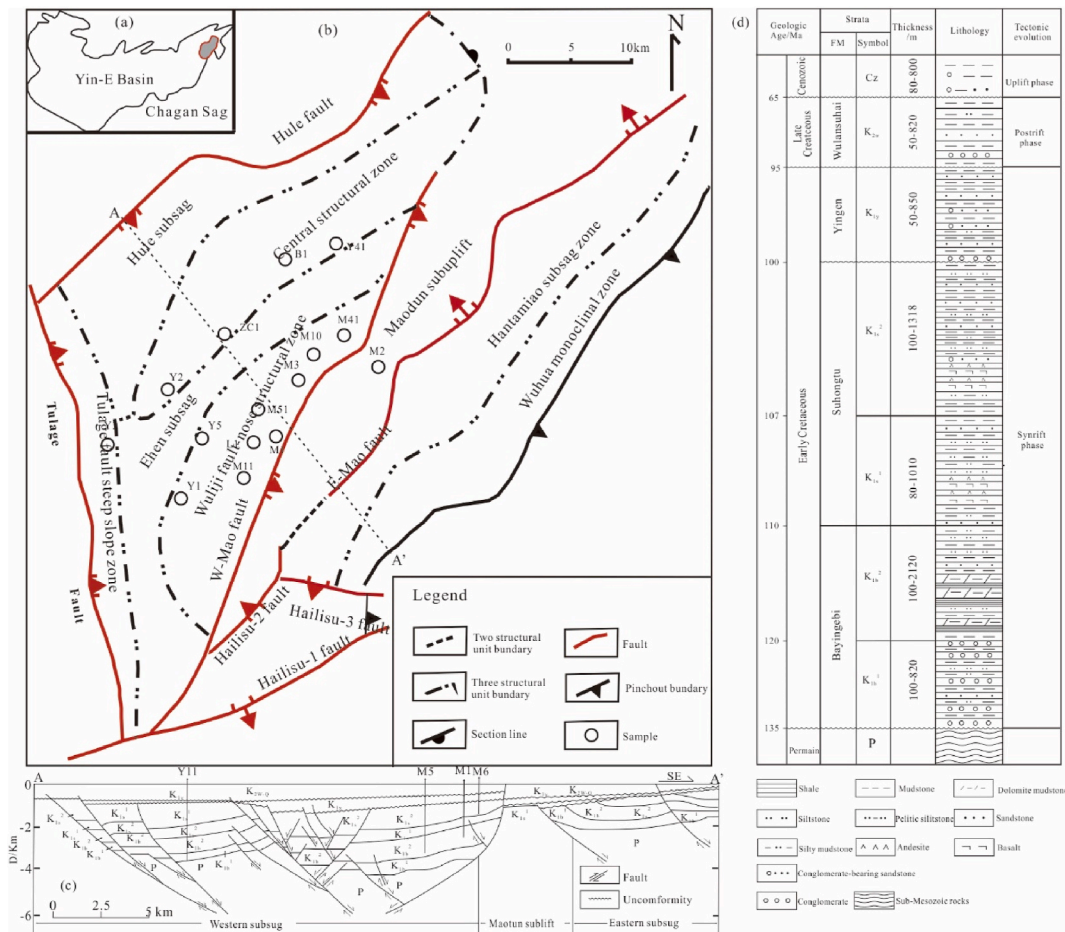 (a)
Yin-E Basin
Chagan Sag
(b)
N
0 5 10km
Hule fault
A
Hule subsag
Central structural zone
B1
Y41
Maodun subuplift
Hantamiao subsag zone
Wuhua monoclinal zone
ZC1
M10
M41
M2
M3
Y2
M51
Y5
M11
Y1
Tulage
Fault
Tulage fault steep slope zone
Ehen subsag
Wuliji fault-nose structural zone
W-Mao fault
E-Mao fault
A'
Hailisu-2 fault
Hailisu-3 fault
Hailisu-1 fault
Legend
Two structural
unit bundary
Fault
Three structural
unit bundary
Pinchout bundary
Section line
Sample
A
Y11
M5
M1
M6
SE
A'
D/Km
0
-2
-4
-6
(c)
0 2.5 5 km
Fault
Uncomformity
Western subsug
Maotun sublift
Eastern subsug
(d)
Geologic
Age/Ma
Strata
FM
Symbol
Thickness
/m
Lithology
Tectonic
evolution
Cenozoic
Cz
80-800
Uplift phase
65
Late
Creatceous
Wulansuhai
K2w
50-820
Postrift
phase
95
Early Cretaceous
Yingen
K1y
50-850
100
Suhongtu
K1s2
100-1318
107
K1s1
80-1010
Synrift
phase
110
Bayingebi
K1b2
100-2120
120
K1b1
100-820
135
Permain
P
Shale
Mudstone
Dolomite mudstone
Siltstone
Pelitic silitstone
Sandstone
Silty mudstone
Andesite
Basalt
Conglomerate-bearing sandstone
Conglomerate
Sub-Mesozoic rocks